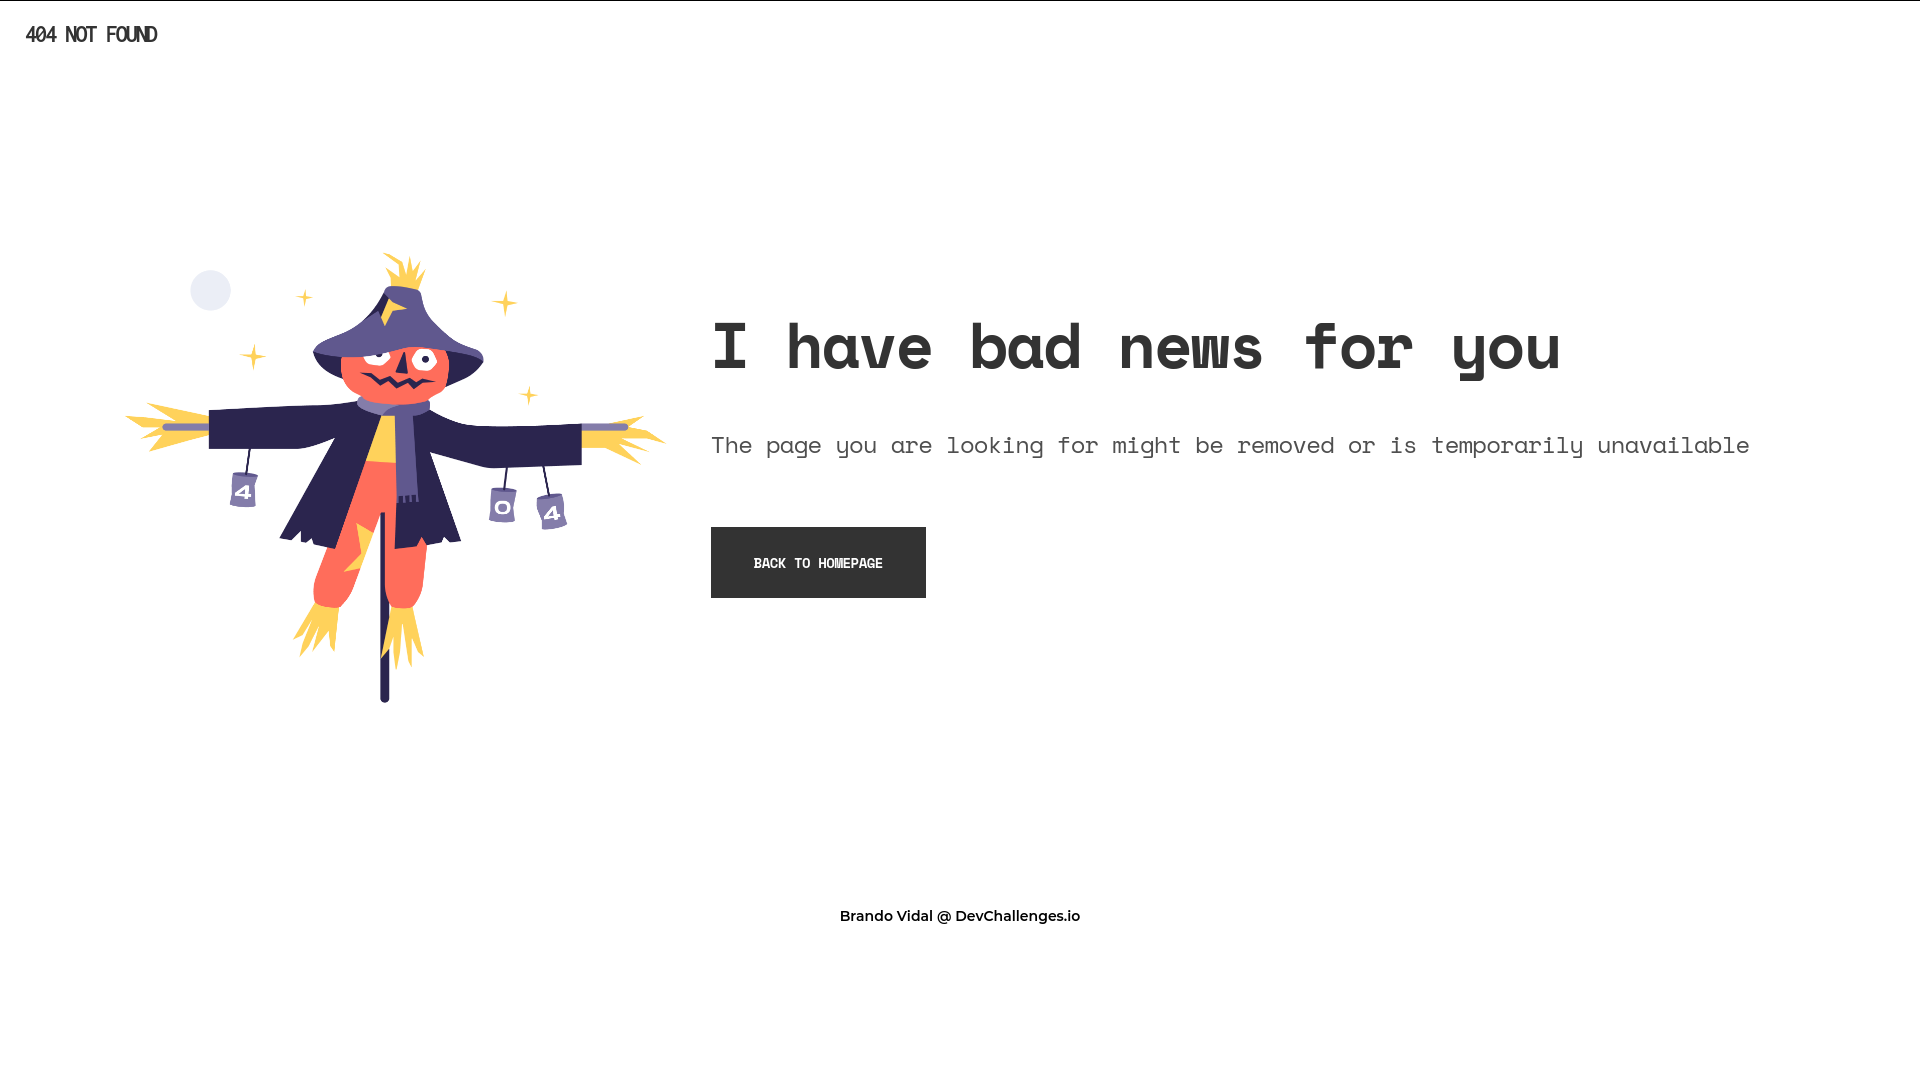 404 NOT FOUND
I have bad news for you
The page you are looking for might be removed or is temporarily unavailable
4
0
4
BACK TO HOMEPAGE
Brando Vidal @ DevChallenges.io